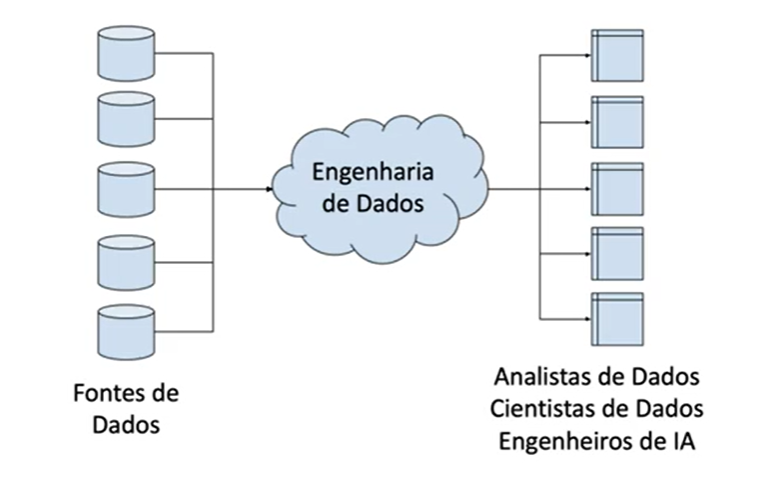 Engenharia
de Dados
Fontes de
Dados
Analistas de Dados
Cientistas de Dados
Engenheiros de IA